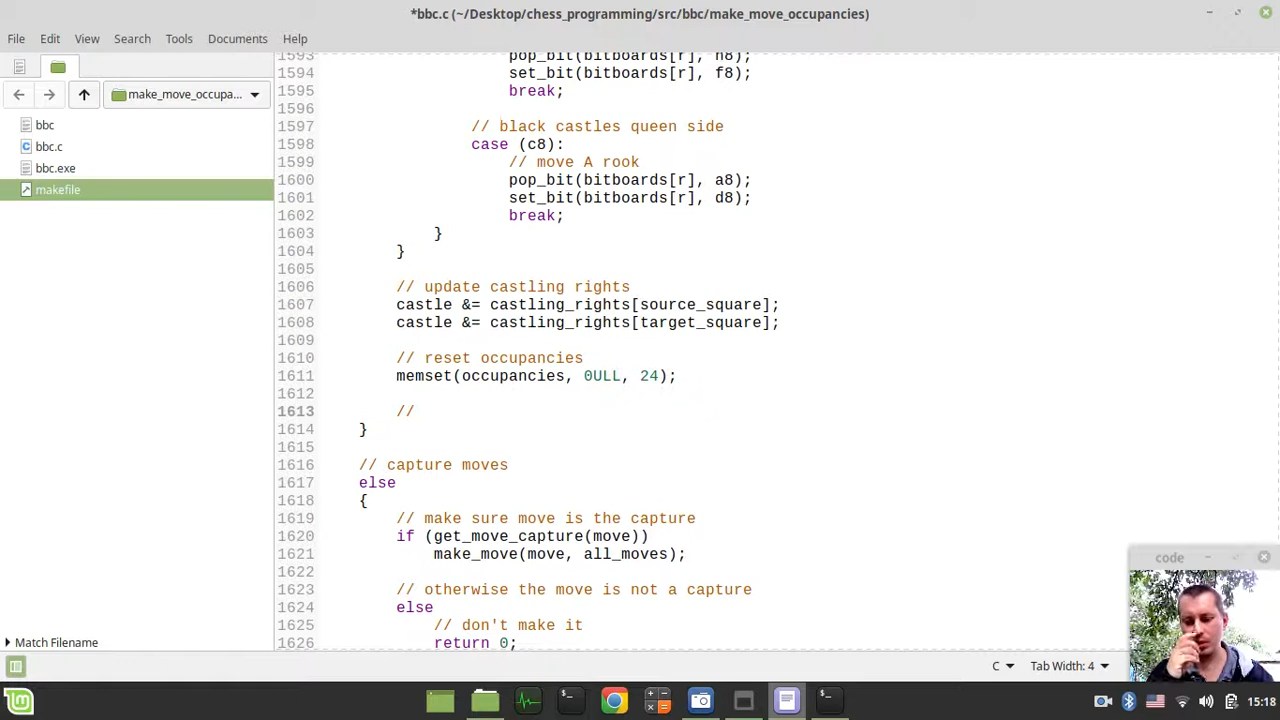 *bbc.c (~/Desktop/chess_programming/src/bbc/make_move_occupancies)
File Edit View Search Tools Documents Help
make_move_occupa...
bbc
bbc.c
bbc.exe
makefile
Match Filename
1593 pop_bit(bitboards[r], h8);
1594 set_bit(bitboards[r], f8);
1595 break;
1596
1597 // black castles queen side
1598 case (c8):
1599 // move A rook
1600 pop_bit(bitboards[r], a8);
1601 set_bit(bitboards[r], d8);
1602 break;
1603 }
1604 }
1605
1606 // update castling rights
1607 castle &= castling_rights[source_square];
1608 castle &= castling_rights[target_square];
1609
1610 // reset occupancies
1611 memset(occupancies, 0ULL, 24);
1612
1613 //
1614 }
1615
1616 // capture moves
1617 else
1618 {
1619 // make sure move is the capture
1620 if (get_move_capture(move))
1621 make_move(move, all_moves);
1622
1623 // otherwise the move is not a capture
1624 else
1625 // don't make it
1626 return 0;
code
C Tab Width: 4
15:18